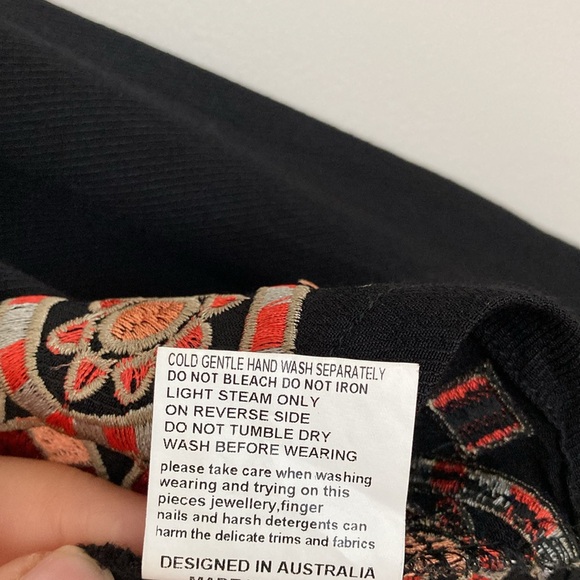 COLD GENTLE HAND WASH SEPARATELY
DO NOT BLEACH DO NOT IRON
LIGHT STEAM ONLY
ON REVERSE SIDE
DO NOT TUMBLE DRY
WASH BEFORE WEARING
please take care when washing
wearing and trying on this
pieces jewellery,finger
nails and harsh detergents can
harm the delicate trims and fabrics
DESIGNED IN AUSTRALIA